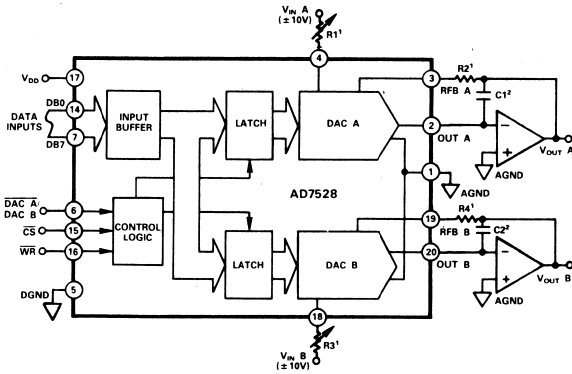 V_IN A
(±10V)
R1¹
4
V_DD
17
3
R2¹
RFB A
C1²
DB0
14
DATA
INPUTS
7
DB7
INPUT
BUFFER
LATCH
DAC A
2
OUT A
V_OUT A
AGND
1
AGND
AD7528
DAC A/
DAC B
6
CS
15
WR
16
CONTROL
LOGIC
19
R4¹
RFB B
C2²
20
OUT B
V_OUT B
AGND
LATCH
DAC B
5
DGND
18
V_IN B
(±10V)
R3¹